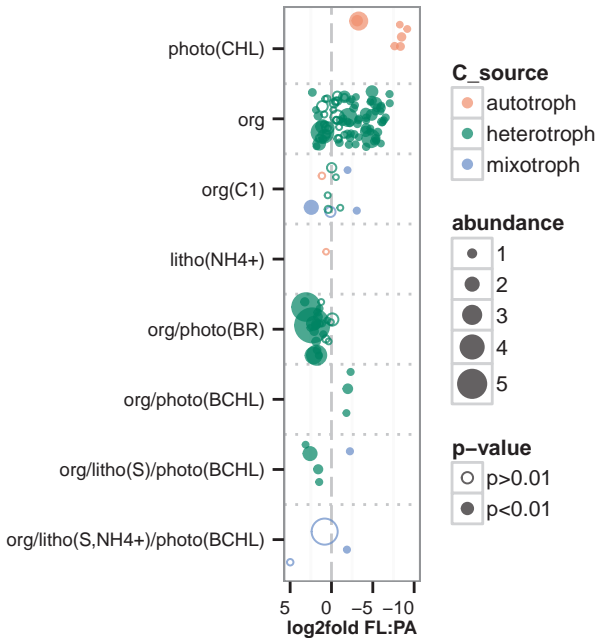 photo(CHL)
org
org(C1)
litho(NH4+)
org/photo(BR)
org/photo(BCHL)
org/litho(S)/photo(BCHL)
org/litho(S,NH4+)/photo(BCHL)
5 0 −5 −10
log2fold FL:PA
C_source
autotroph
heterotroph
mixotroph
abundance
1
2
3
4
5
p−value
p>0.01
p<0.01